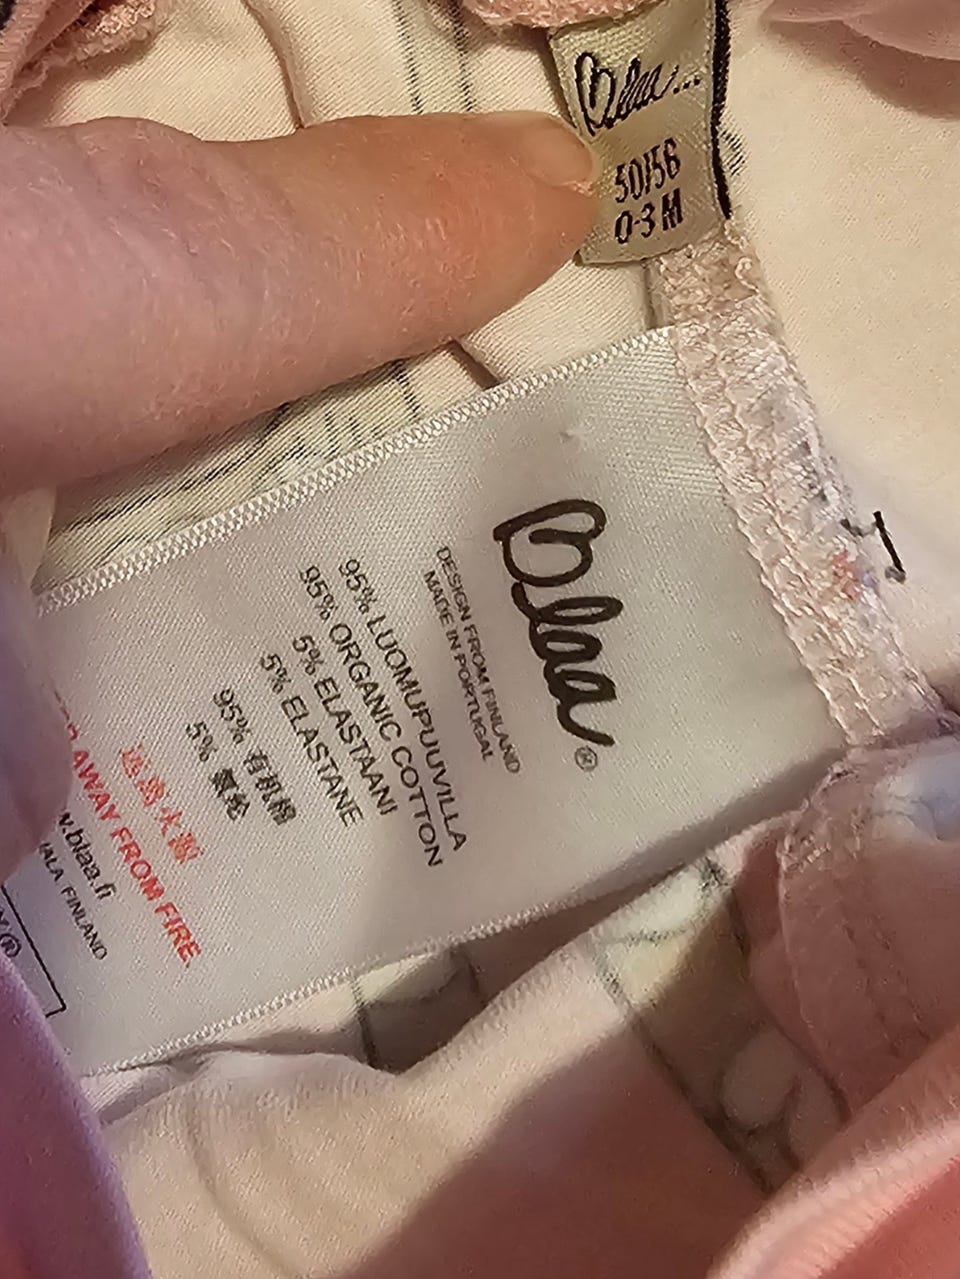 Blaa...
50/56
0-3 M
Blaa®
DESIGN FROM FINLAND
MADE IN PORTUGAL
95% LUOMUPUUVILLA
95% ORGANIC COTTON
5% ELASTAANI
5% ELASTANE
95% 有机棉
5% 氨纶
远离火源
AWAY FROM FIRE.
w.blaa.fi
IALA FINLAND
®